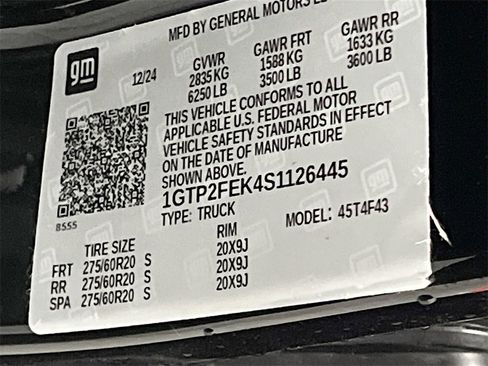 MFD BY GENERAL MOTORS
gm
12/24
GVWR GAWR FRT GAWR RR
2835 KG 1588 KG 1633 KG
6250 LB 3500 LB 3600 LB
THIS VEHICLE CONFORMS TO ALL
APPLICABLE U.S. FEDERAL MOTOR
VEHICLE SAFETY STANDARDS IN EFFECT
ON THE DATE OF MANUFACTURE
SHOWN ABOVE.
1GTP2FEK4S1126445
TYPE: TRUCK MODEL: 45T4F43
8555
TIRE SIZE RIM
FRT 275/60R20 S 20X9J
RR 275/60R20 S 20X9J
SPA 275/60R20 S 20X9J